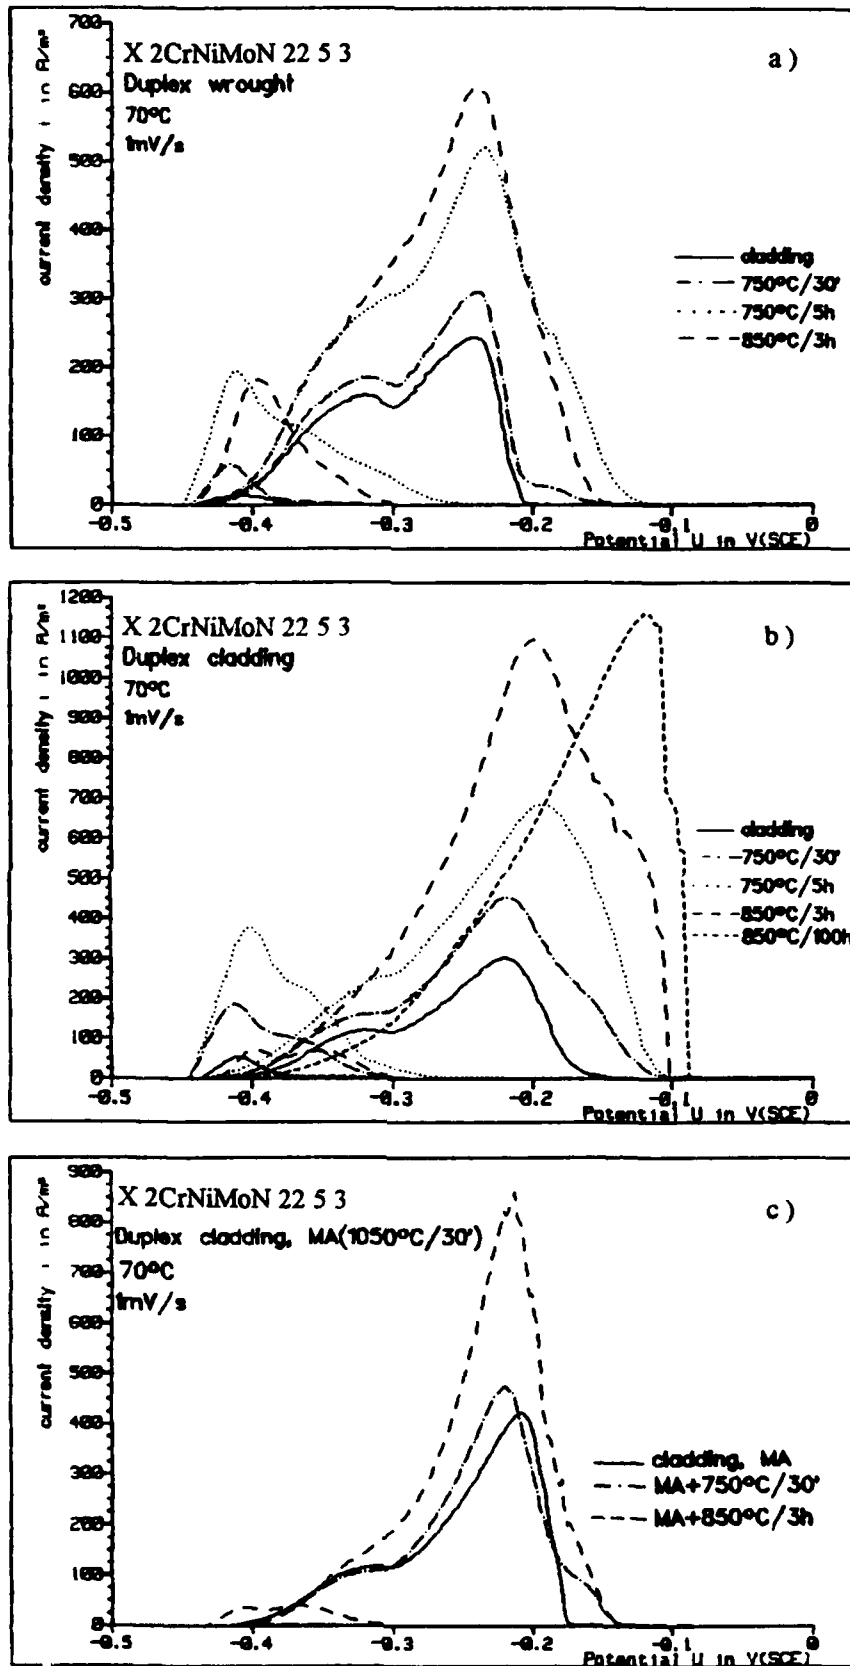 700
X 2CrNiMoN 22 5 3
a)
Duplex wrought
70°C
1mV/s
600
500
400
300
200
100
0
current density i in A/m²
cladding
750°C/30'
750°C/5h
850°C/3h
-0.5
-0.4
-0.3
-0.2
-0.1
0
Potential U in V(SCE)
1200
X 2CrNiMoN 22 5 3
b)
Duplex cladding
70°C
1mV/s
1100
1000
900
800
700
600
500
400
300
200
100
0
current density i in A/m²
cladding
750°C/30'
750°C/5h
850°C/3h
850°C/100h
-0.5
-0.4
-0.3
-0.2
-0.1
0
Potential U in V(SCE)
900
X 2CrNiMoN 22 5 3
c)
Duplex cladding, MA(1050°C/30')
70°C
1mV/s
800
700
600
500
400
300
200
100
0
current density i in A/m²
cladding, MA
MA+750°C/30'
MA+850°C/3h
-0.5
-0.4
-0.3
-0.2
-0.1
0
Potential U in V(SCE)